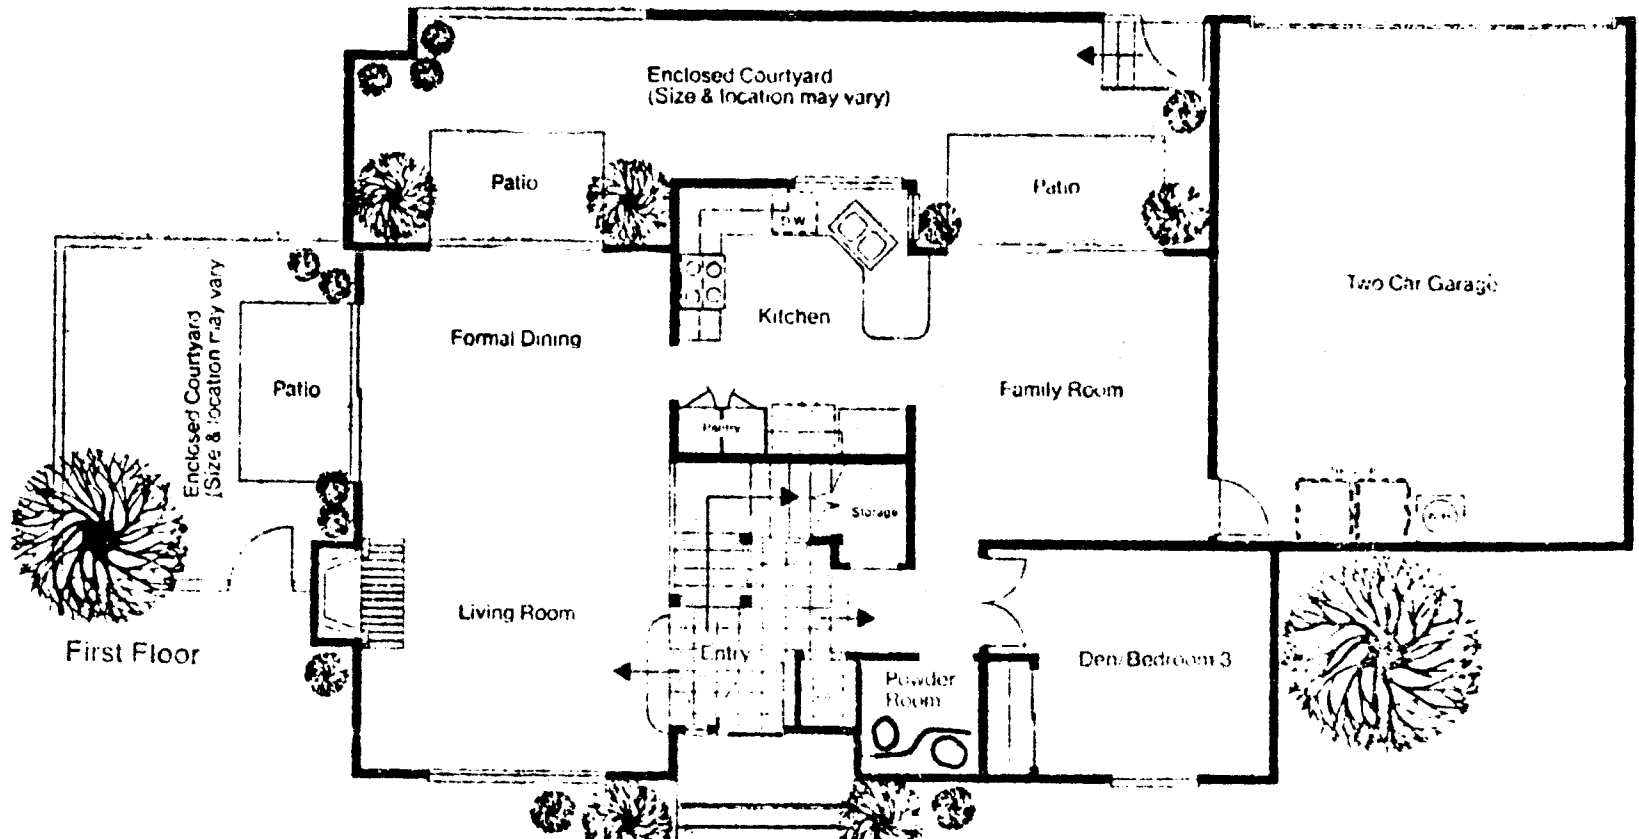 Enclosed Courtyard
(Size & location may vary)
Patio
Patio
D.W.
Two Car Garage
Kitchen
Formal Dining
Enclosed Courtyard
(Size & location may vary
Patio
Family Room
Pantry
Storage
Living Room
Entry
First Floor
Den/Bedroom 3
Powder
Room